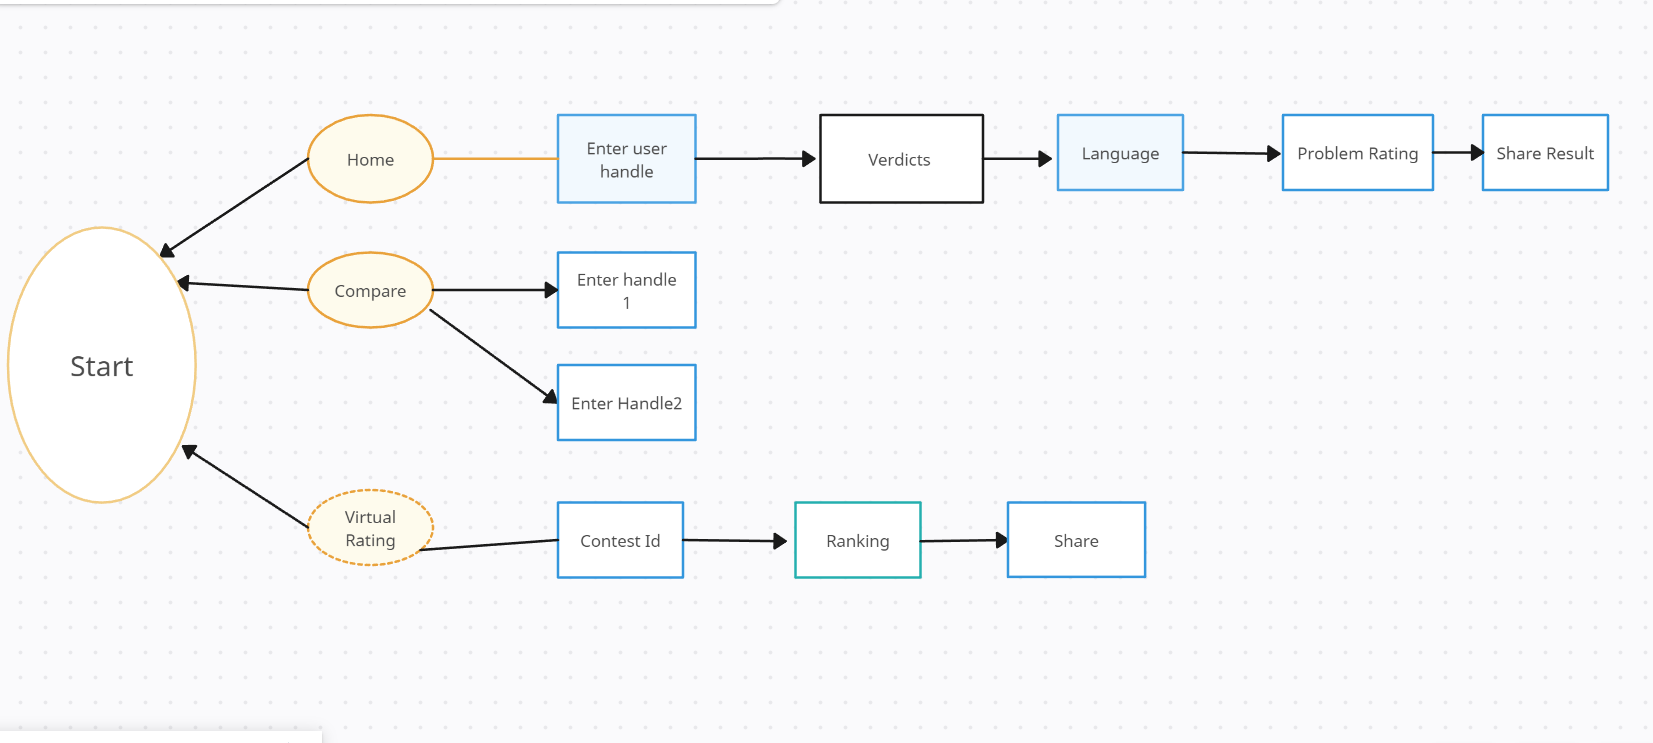 Home
Enter user
handle
Verdicts
Language
Problem Rating
Share Result
Compare
Enter handle
1
Start
Enter Handle2
Virtual
Rating
Contest Id
Ranking
Share